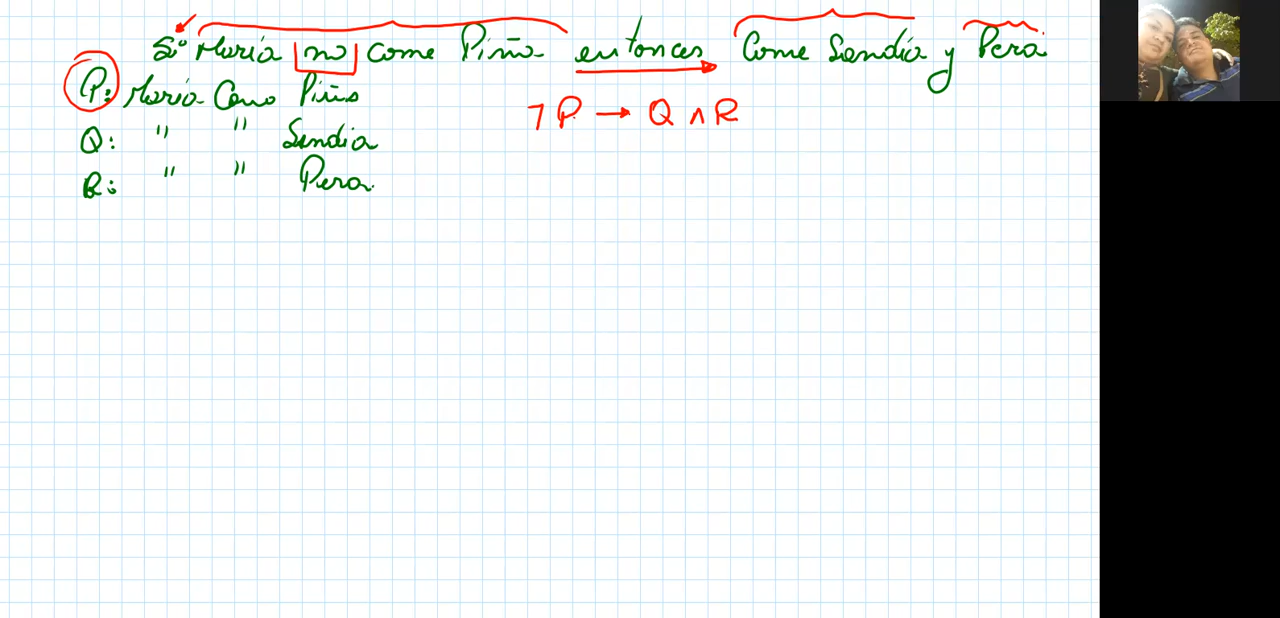 Si María no come Piña entonces Come Sandía y Pera
P: María Come Piña
¬P → Q ∧ R
Q: " " Sandia
R: " " Pera.